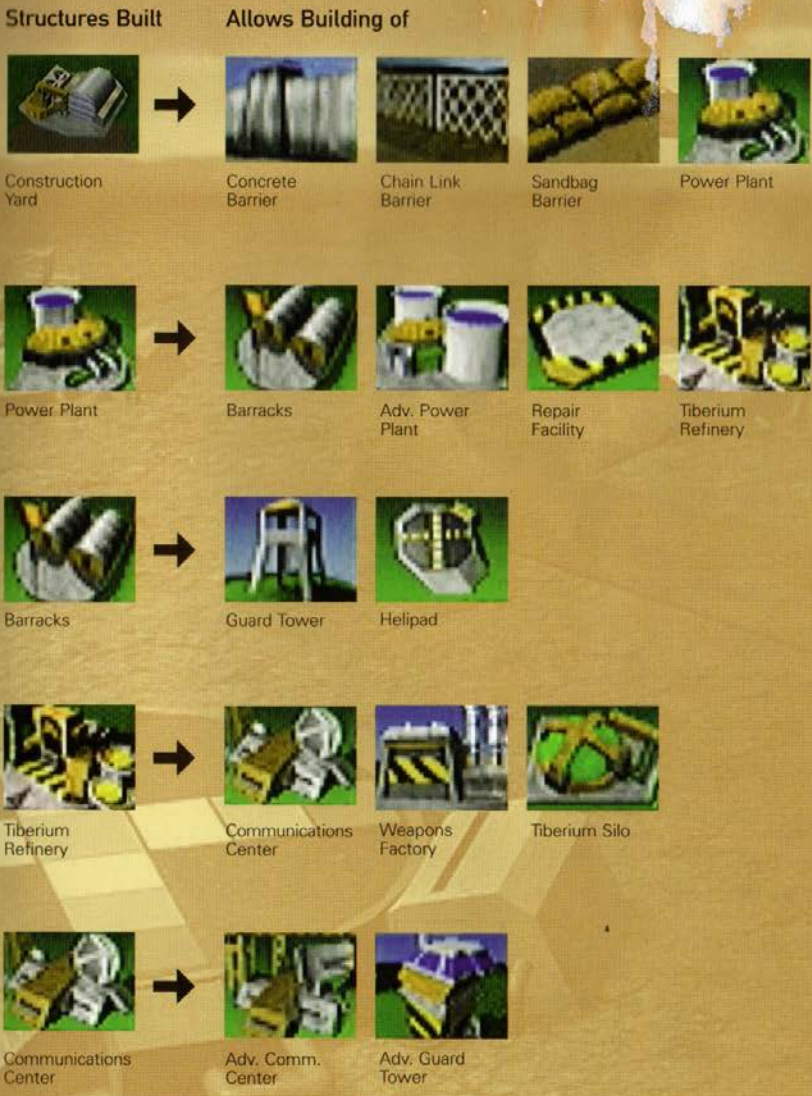 Structures Built Allows Building of
Construction
Yard
Concrete
Barrier
Chain Link
Barrier
Sandbag
Barrier
Power Plant
Power Plant
Barracks
Adv. Power
Plant
Repair
Facility
Tiberium
Refinery
Barracks
Guard Tower
Helipad
Tiberium
Refinery
Communications
Center
Weapons
Factory
Tiberium Silo
Communications
Center
Adv. Comm.
Center
Adv. Guard
Tower